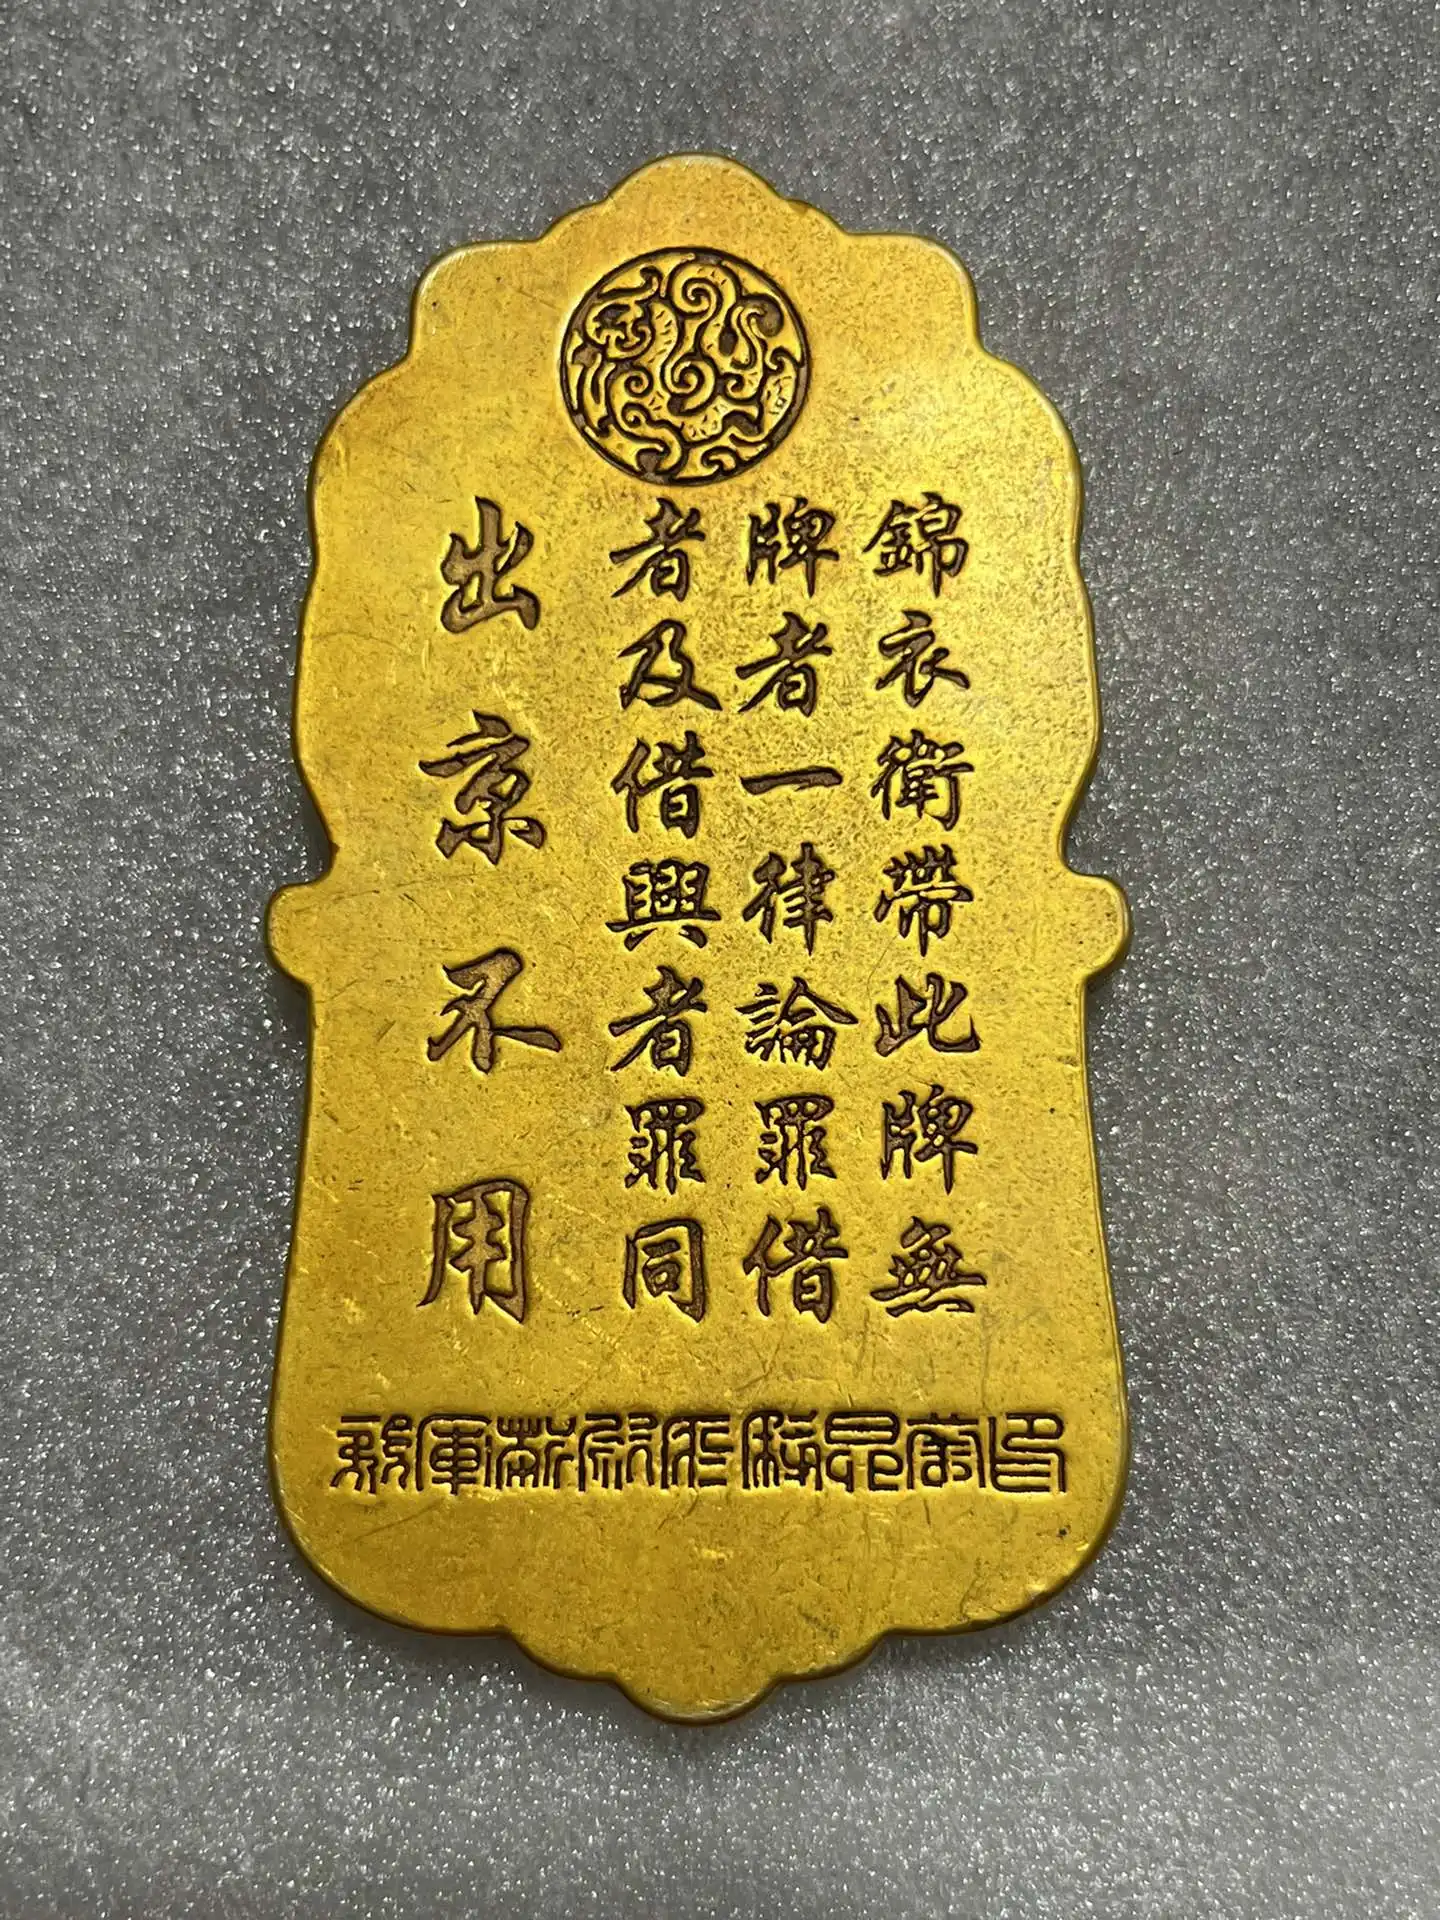 錦衣衛帶此牌無
牌者一律論罪借
者及借興者罪同
出京不用